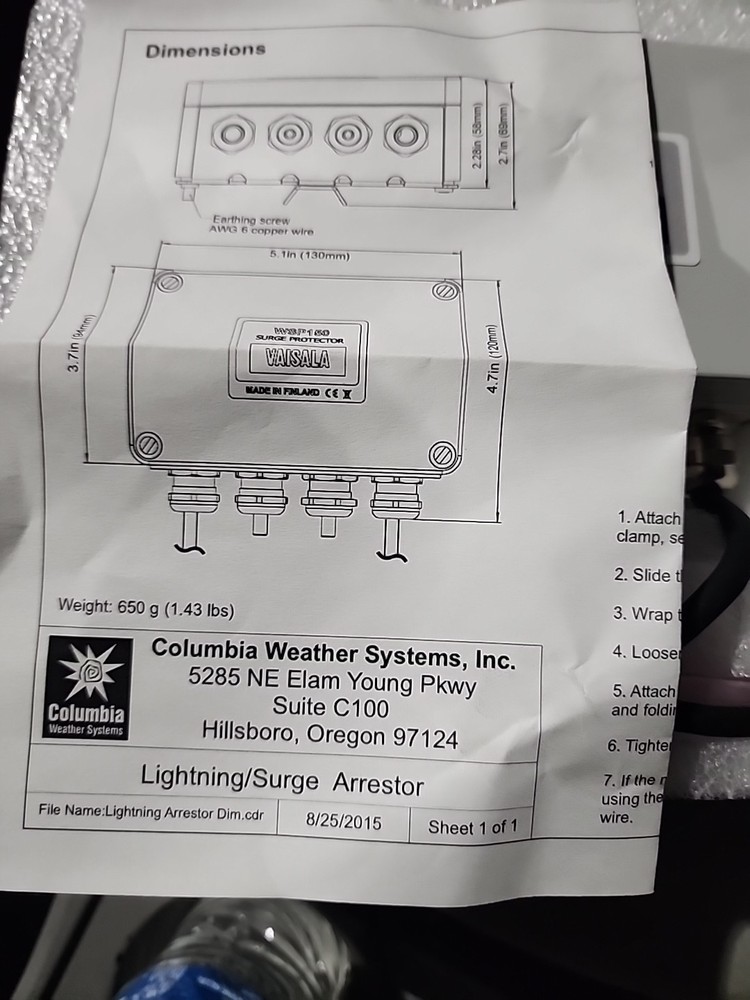 Dimensions
2.28in (58mm)
2.7in (68mm)
Earthing screw
AWG 6 copper wire
5.1in (130mm)
3.7in (94mm)
4.7in (120mm)
WSP150
SURGE PROTECTOR
VAISALA
MADE IN FINLAND CE
Weight: 650 g (1.43 lbs)
Columbia
Weather Systems
Columbia Weather Systems, Inc.
5285 NE Elam Young Pkwy
Suite C100
Hillsboro, Oregon 97124
Lightning/Surge Arrestor
File Name:Lightning Arrestor Dim.cdr
8/25/2015
Sheet 1 of 1
1. Attach
clamp, se
2. Slide t
3. Wrap t
4. Loose
5. Attach
and foldi
6. Tighte
7. If the
using the
wire.